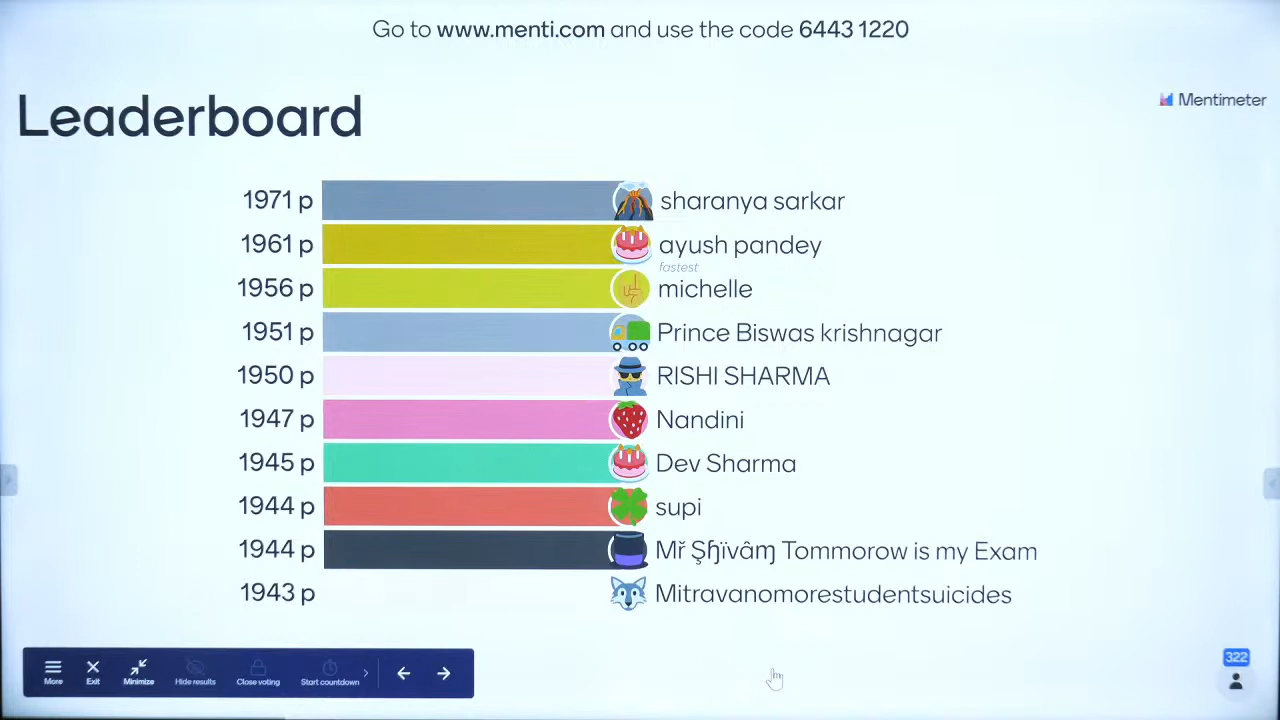 Go to www.menti.com and use the code 6443 1220
Leaderboard
Mentimeter
1971 p sharanya sarkar
1961 p ayush pandey
fastest
1956 p michelle
1951 p Prince Biswas krishnagar
1950 p RISHI SHARMA
1947 p Nandini
1945 p Dev Sharma
1944 p supi
1944 p Mř Şɧïvâɱ Tommorow is my Exam
1943 p Mitravanomorestudentsuicides
More Exit Minimize Hide results Close voting Start countdown
322